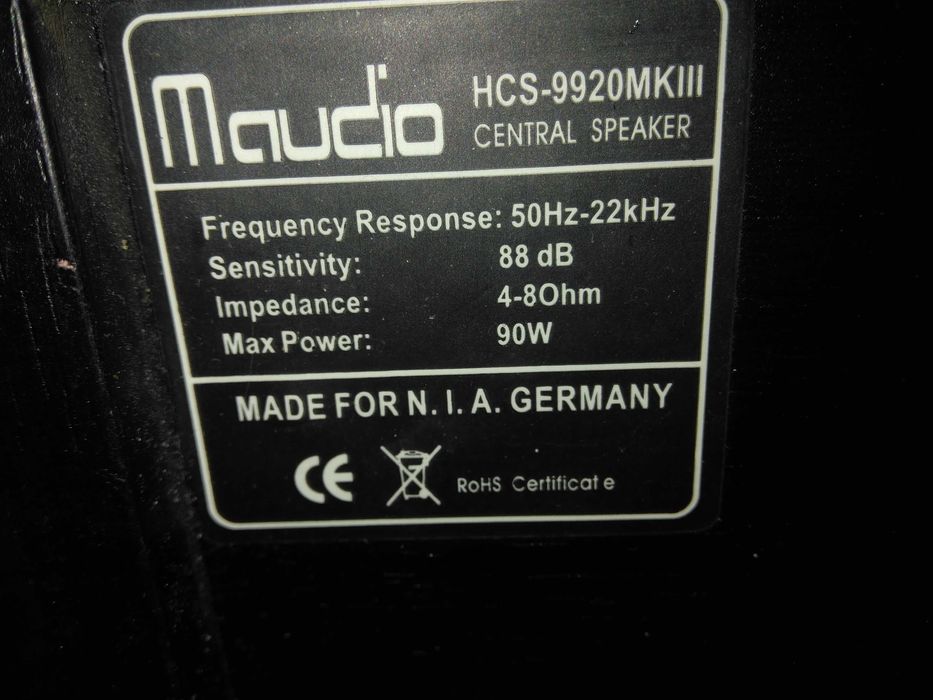 Maudio
HCS-9920MKIII
CENTRAL SPEAKER
Frequency Response: 50Hz-22kHz
Sensitivity: 88 dB
Impedance: 4-8Ohm
Max Power: 90W
MADE FOR N. I. A. GERMANY
CE RoHS Certificate